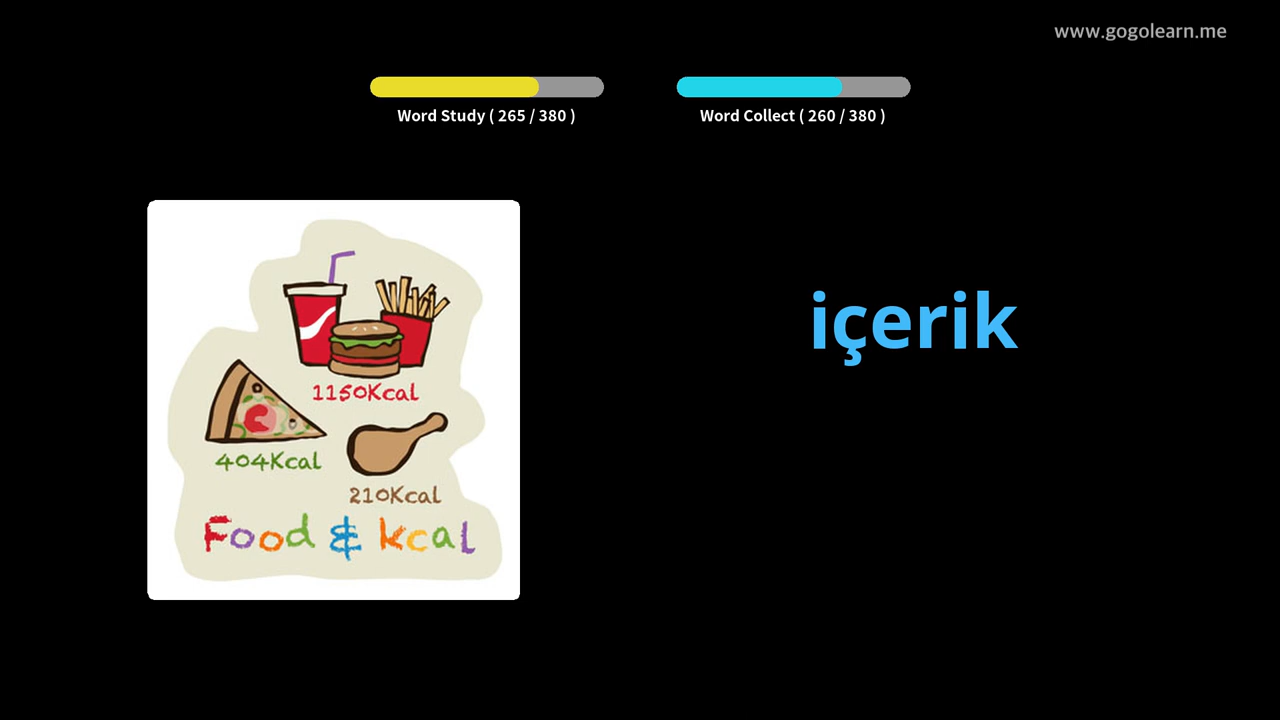 www.gogolearn.me
Word Study ( 265 / 380 )
Word Collect ( 260 / 380 )
içerik
1150Kcal
404Kcal
210Kcal
Food & kcal